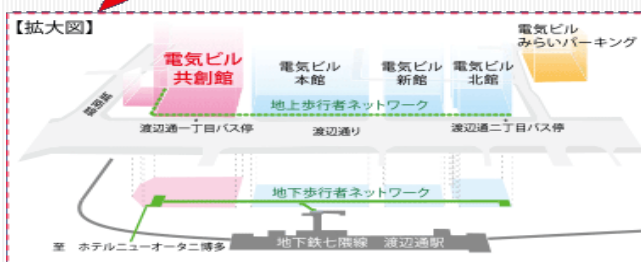 【拡大図】
電気ビル
みらいパーキング
電気ビル
共創館
電気ビル
本館
電気ビル
新館
電気ビル
北館
地上歩行者ネットワーク
渡辺通一丁目バス停
渡辺通り
渡辺通二丁目バス停
地下歩行者ネットワーク
至 ホテルニューオータニ博多
地下鉄七隈線 渡辺通駅